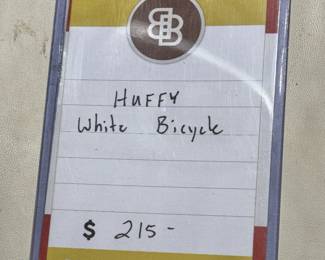 BB
HUFFY
White Bicycle
$ 215-